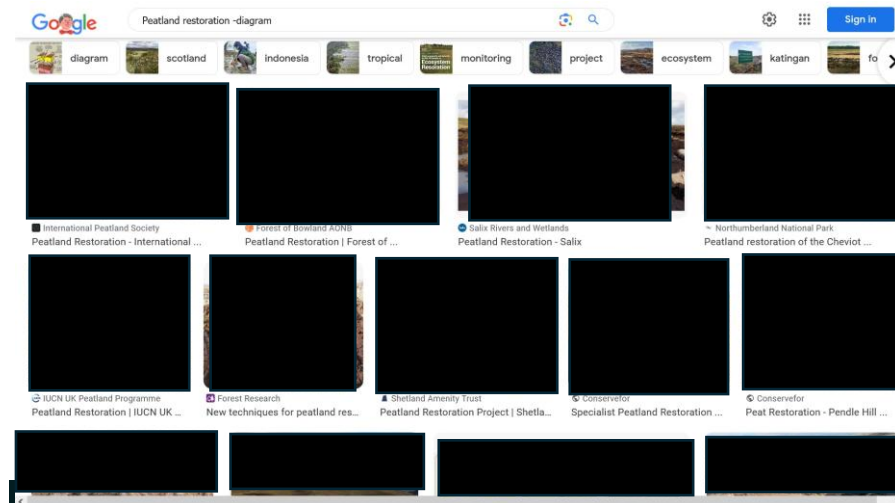 Google
Peatland restoration -diagram
Sign in
diagram scotland indonesia tropical monitoring project ecosystem katingan fo
International Peatland Society
Peatland Restoration - International ...
Forest of Bowland AONB
Peatland Restoration | Forest of ...
Salix Rivers and Wetlands
Peatland Restoration - Salix
Northumberland National Park
Peatland restoration of the Cheviot ...
IUCN UK Peatland Programme
Peatland Restoration | IUCN UK ...
Forest Research
New techniques for peatland res...
Shetland Amenity Trust
Peatland Restoration Project | Shetla...
Conservefor
Specialist Peatland Restoration ...
Conservefor
Peat Restoration - Pendle Hill ...